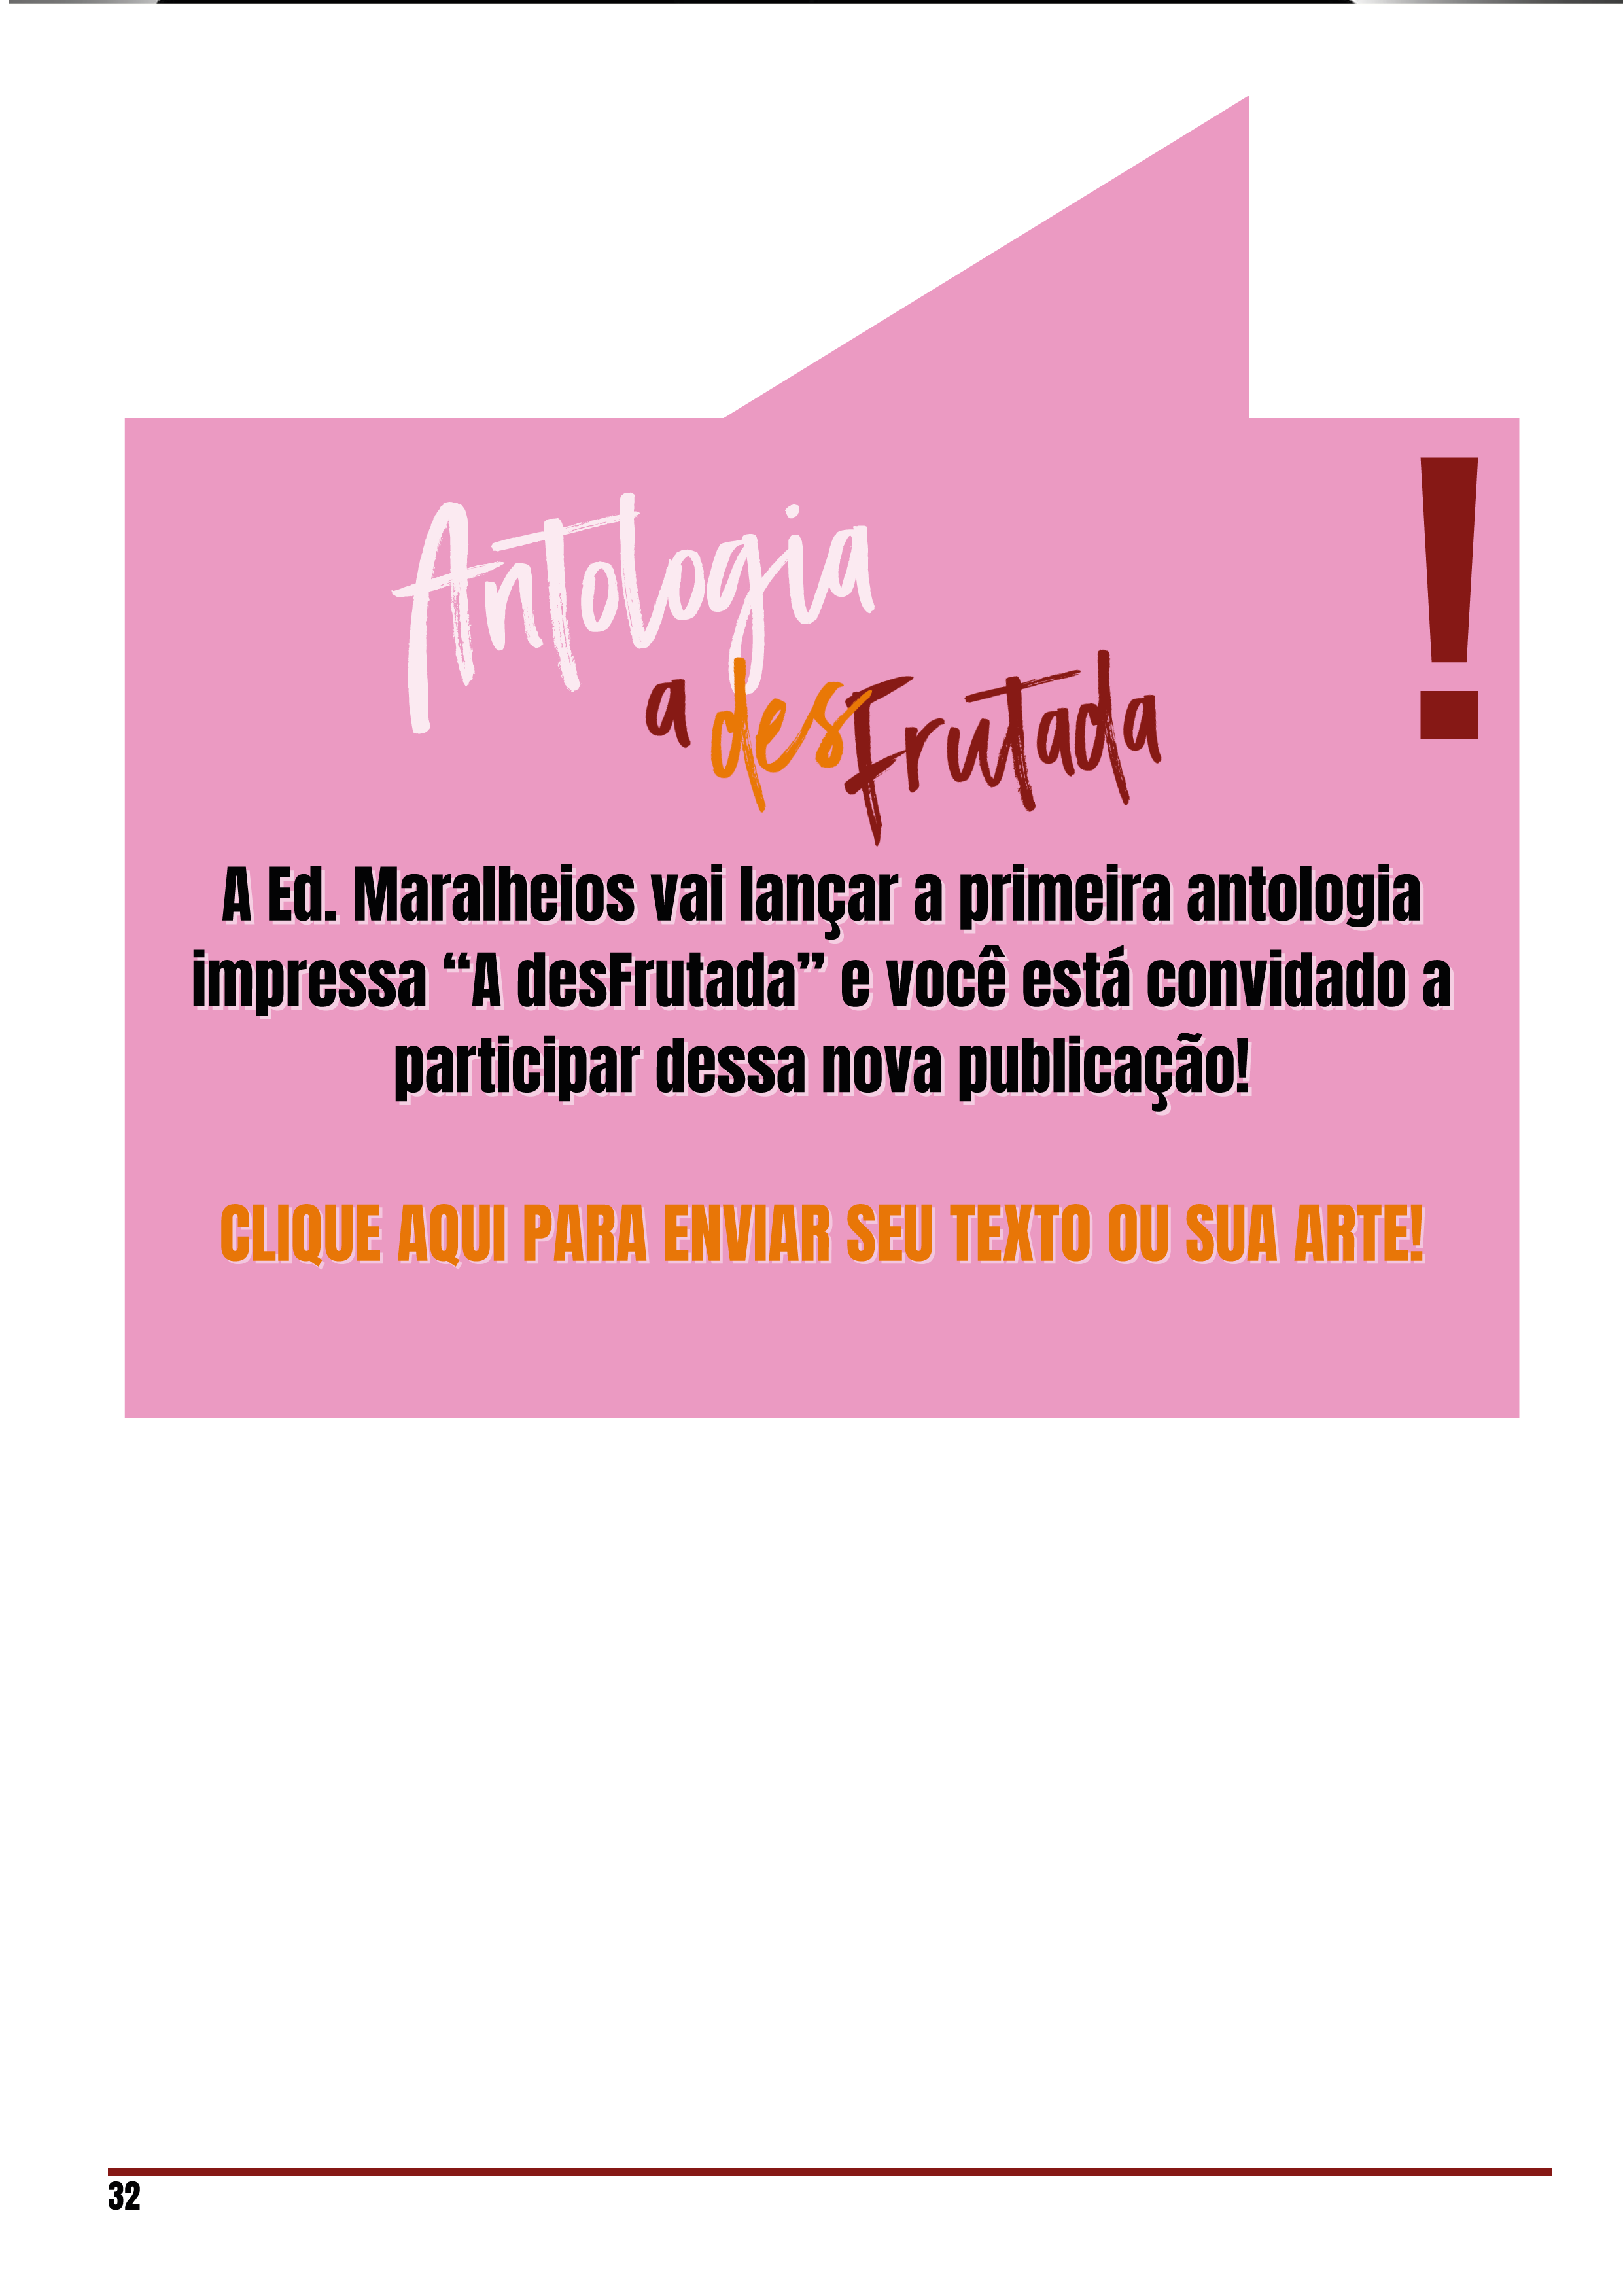 Antologia
a desFrutada
!
A Ed. Maralheios vai lançar a primeira antologia
impressa “A desFrutada” e você está convidado a
participar dessa nova publicação!
CLIQUE AQUI PARA ENVIAR SEU TEXTO OU SUA ARTE!
32